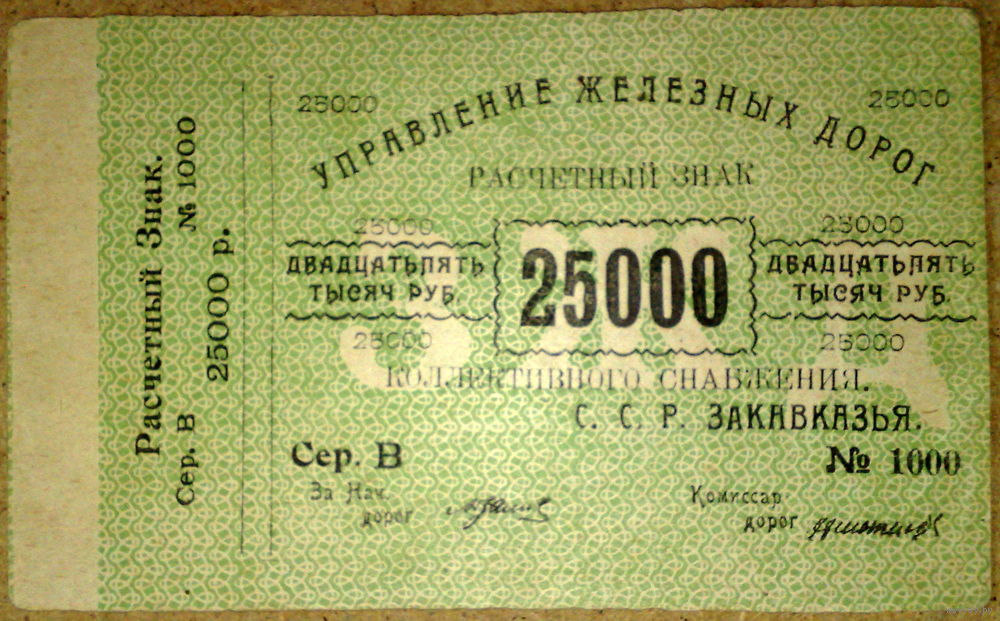 Расчетный Знак.
Сер. В № 1000
25000 р.
25000 25000
УПРАВЛЕНИЕ ЖЕЛЕЗНЫХ ДОРОГ
РАСЧЕТНЫЙ ЗНАК
25000 25000
ДВАДЦАТЬПЯТЬ
ТЫСЯЧ РУБ.
25000
ДВАДЦАТЬПЯТЬ
ТЫСЯЧ РУБ.
25000 25000
КОЛЛЕКТИВНОГО СНАБЖЕНИЯ.
С. С. Р. ЗАКАВКАЗЬЯ.
Сер. В № 1000
За Нач.
дорог
Комиссар
дорог